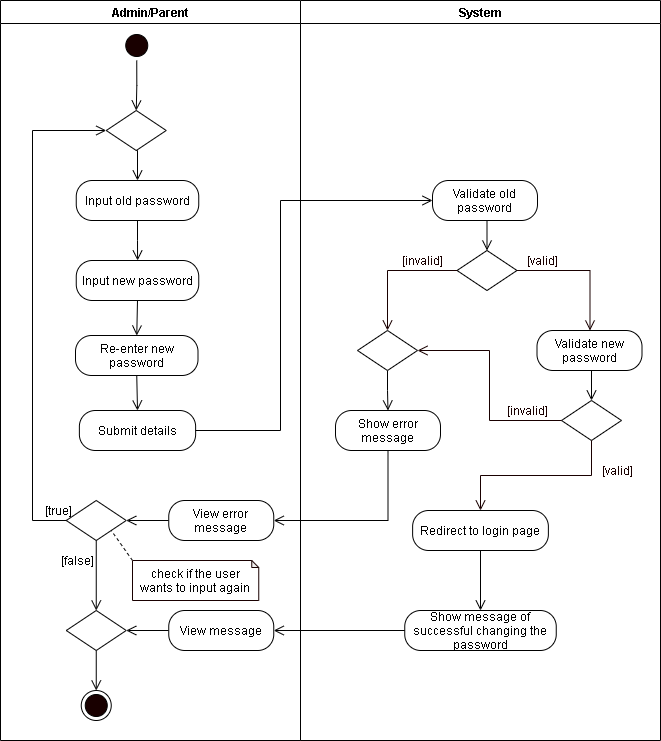 Admin/Parent
System
Input old password
Validate old
password
[invalid]
[valid]
Input new password
Re-enter new
password
Validate new
password
Submit details
Show error
message
[invalid]
[valid]
[true]
View error
message
Redirect to login page
[false]
check if the user
wants to input again
View message
Show message of
successful changing the
password